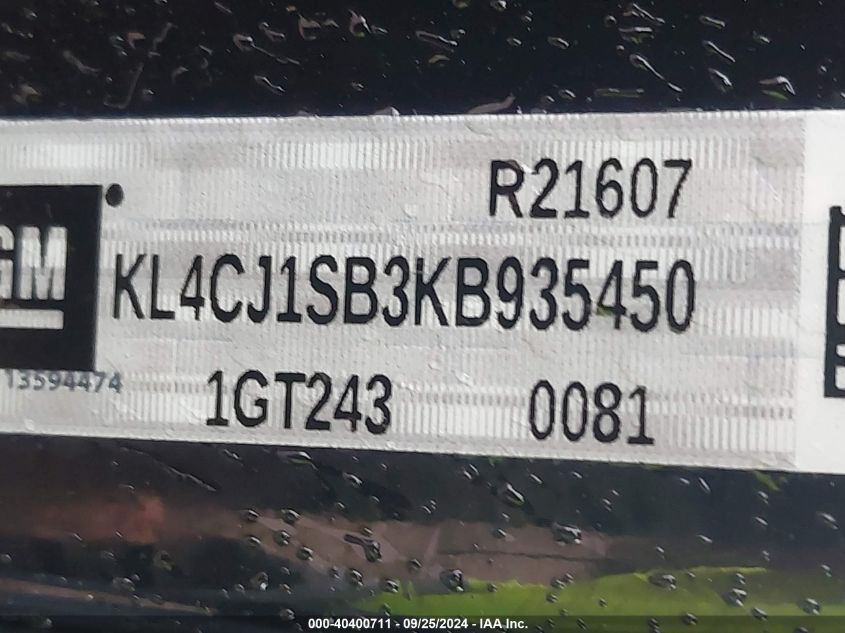 R21607
GM
KL4CJ1SB3KB935450
13594474
1GT243 0081
000-40400711 - 09/25/2024 - IAA Inc.